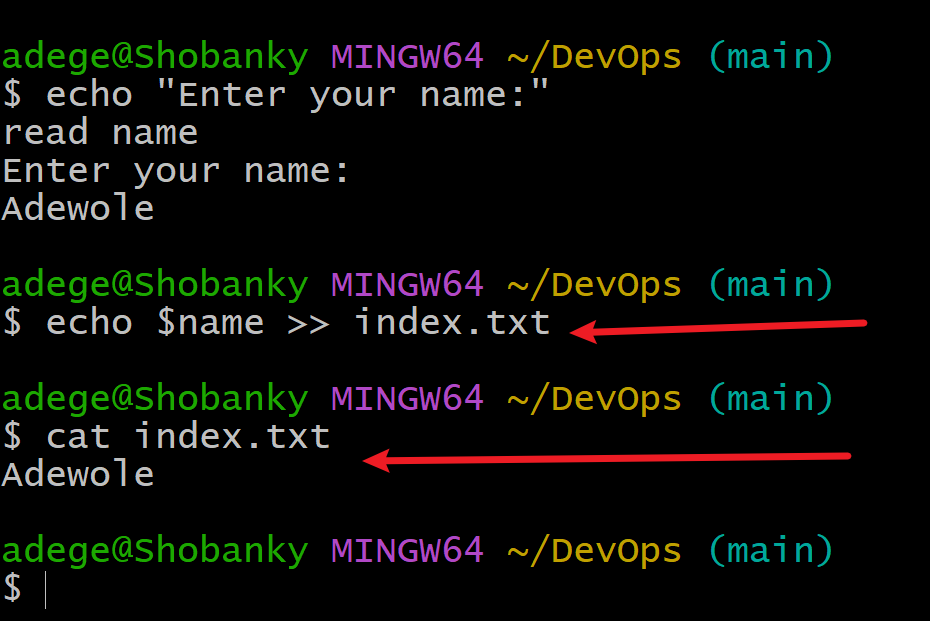 adege@Shobanky MINGW64 ~/DevOps (main)
$ echo "Enter your name:"
read name
Enter your name:
Adewole
adege@Shobanky MINGW64 ~/DevOps (main)
$ echo $name >> index.txt
adege@Shobanky MINGW64 ~/DevOps (main)
$ cat index.txt
Adewole
adege@Shobanky MINGW64 ~/DevOps (main)
$